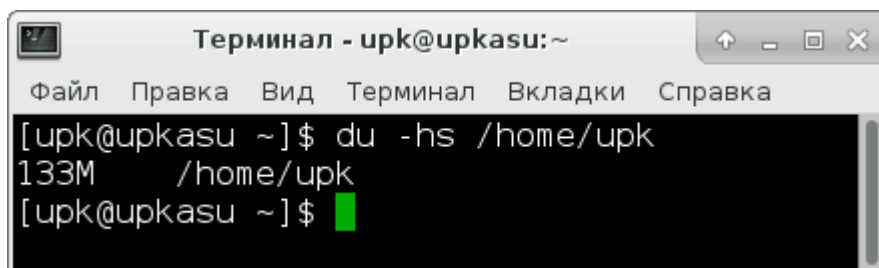 Терминал - upk@upkasu:~
Файл Правка Вид Терминал Вкладки Справка
[upk@upkasu ~]$ du -hs /home/upk
133M    /home/upk
[upk@upkasu ~]$